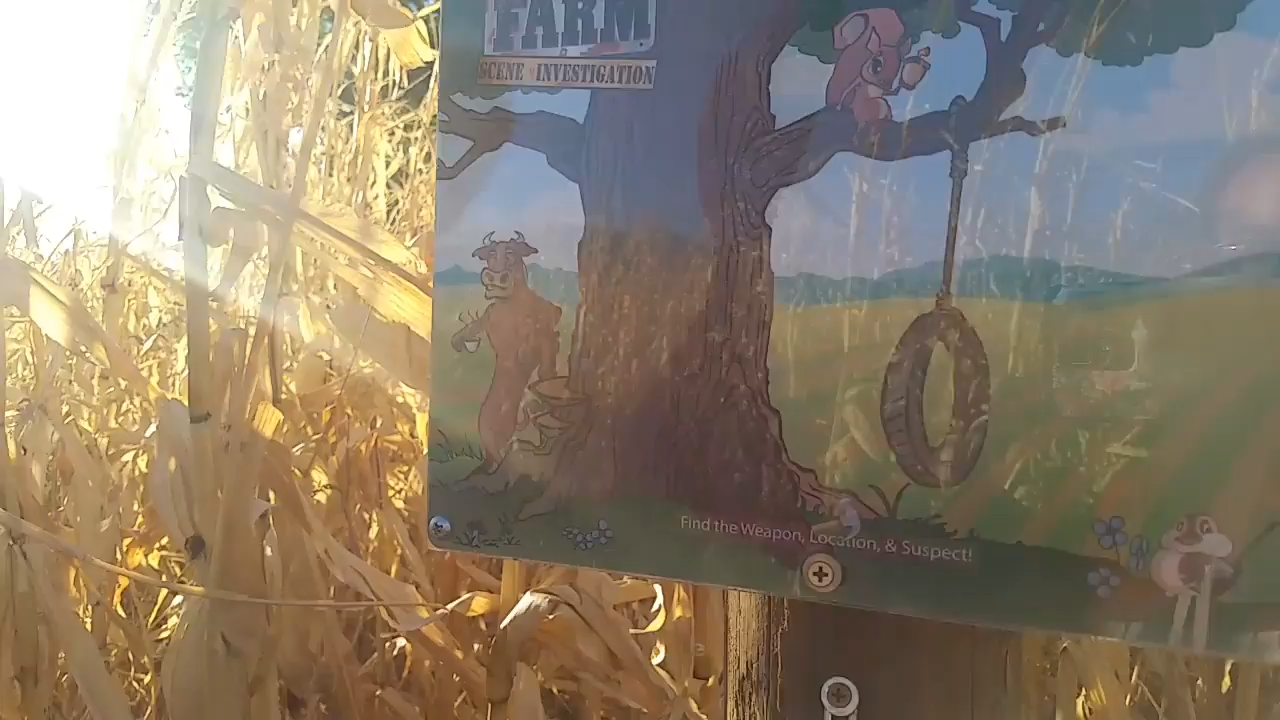 FARM
SCENE INVESTIGATION
Find the Weapon, Location, & Suspect!